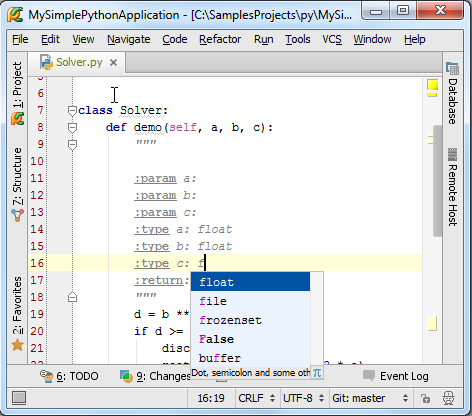 MySimplePythonApplication - [C:\SamplesProjects\py\MySi
File Edit View Navigate Code Refactor Run Tools VCS Window Help
Solver.py
1: Project
7: Structure
2: Favorites
Database
Remote Host
6
7 class Solver:
8 def demo(self, a, b, c):
9 """
10
11 :param a:
12 :param b:
13 :param c:
14 :type a: float
15 :type b: float
16 :type c: f
17 :return:
18 """
19 d = b **
20 if d >=
21 disc
float
file
frozenset
False
buffer
Dot, semicolon and some oth π
6: TODO 9: Changes Event Log
16:19 CRLF UTF-8 Git: master